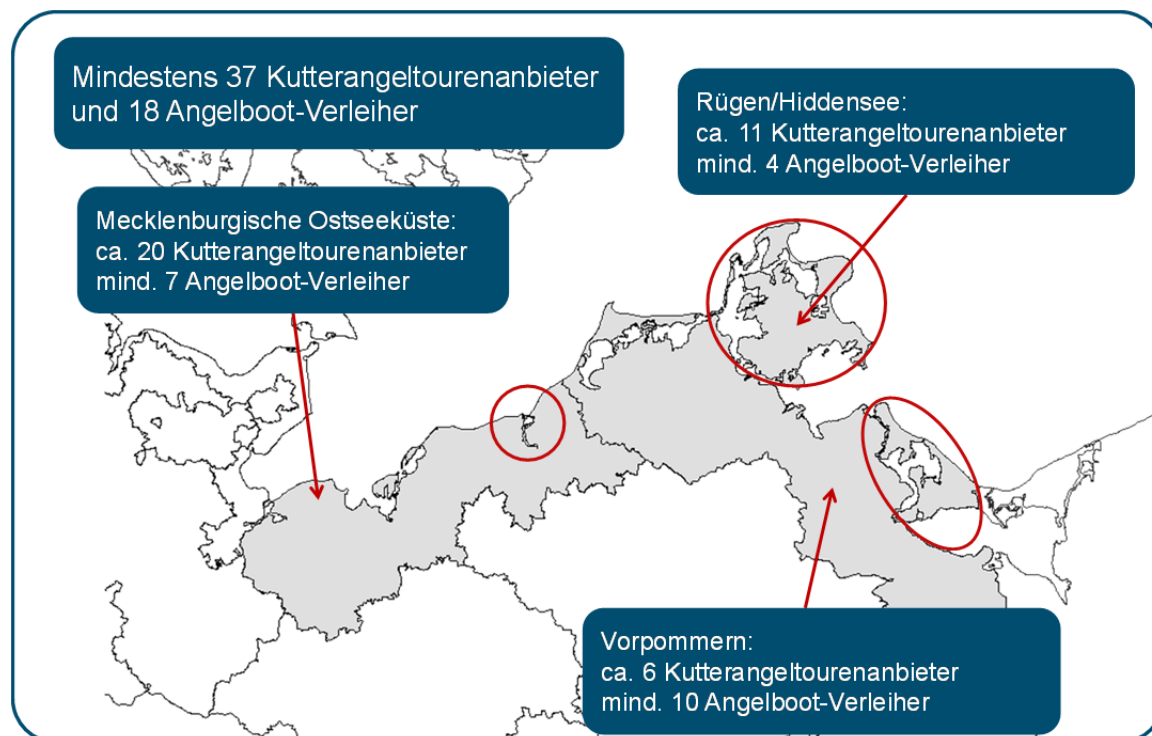 Mindestens 37 Kutterangeltourenanbieter
und 18 Angelboot-Verleiher
Rügen/Hiddensee:
ca. 11 Kutterangeltourenanbieter
mind. 4 Angelboot-Verleiher
Mecklenburgische Ostseeküste:
ca. 20 Kutterangeltourenanbieter
mind. 7 Angelboot-Verleiher
Vorpommern:
ca. 6 Kutterangeltourenanbieter
mind. 10 Angelboot-Verleiher